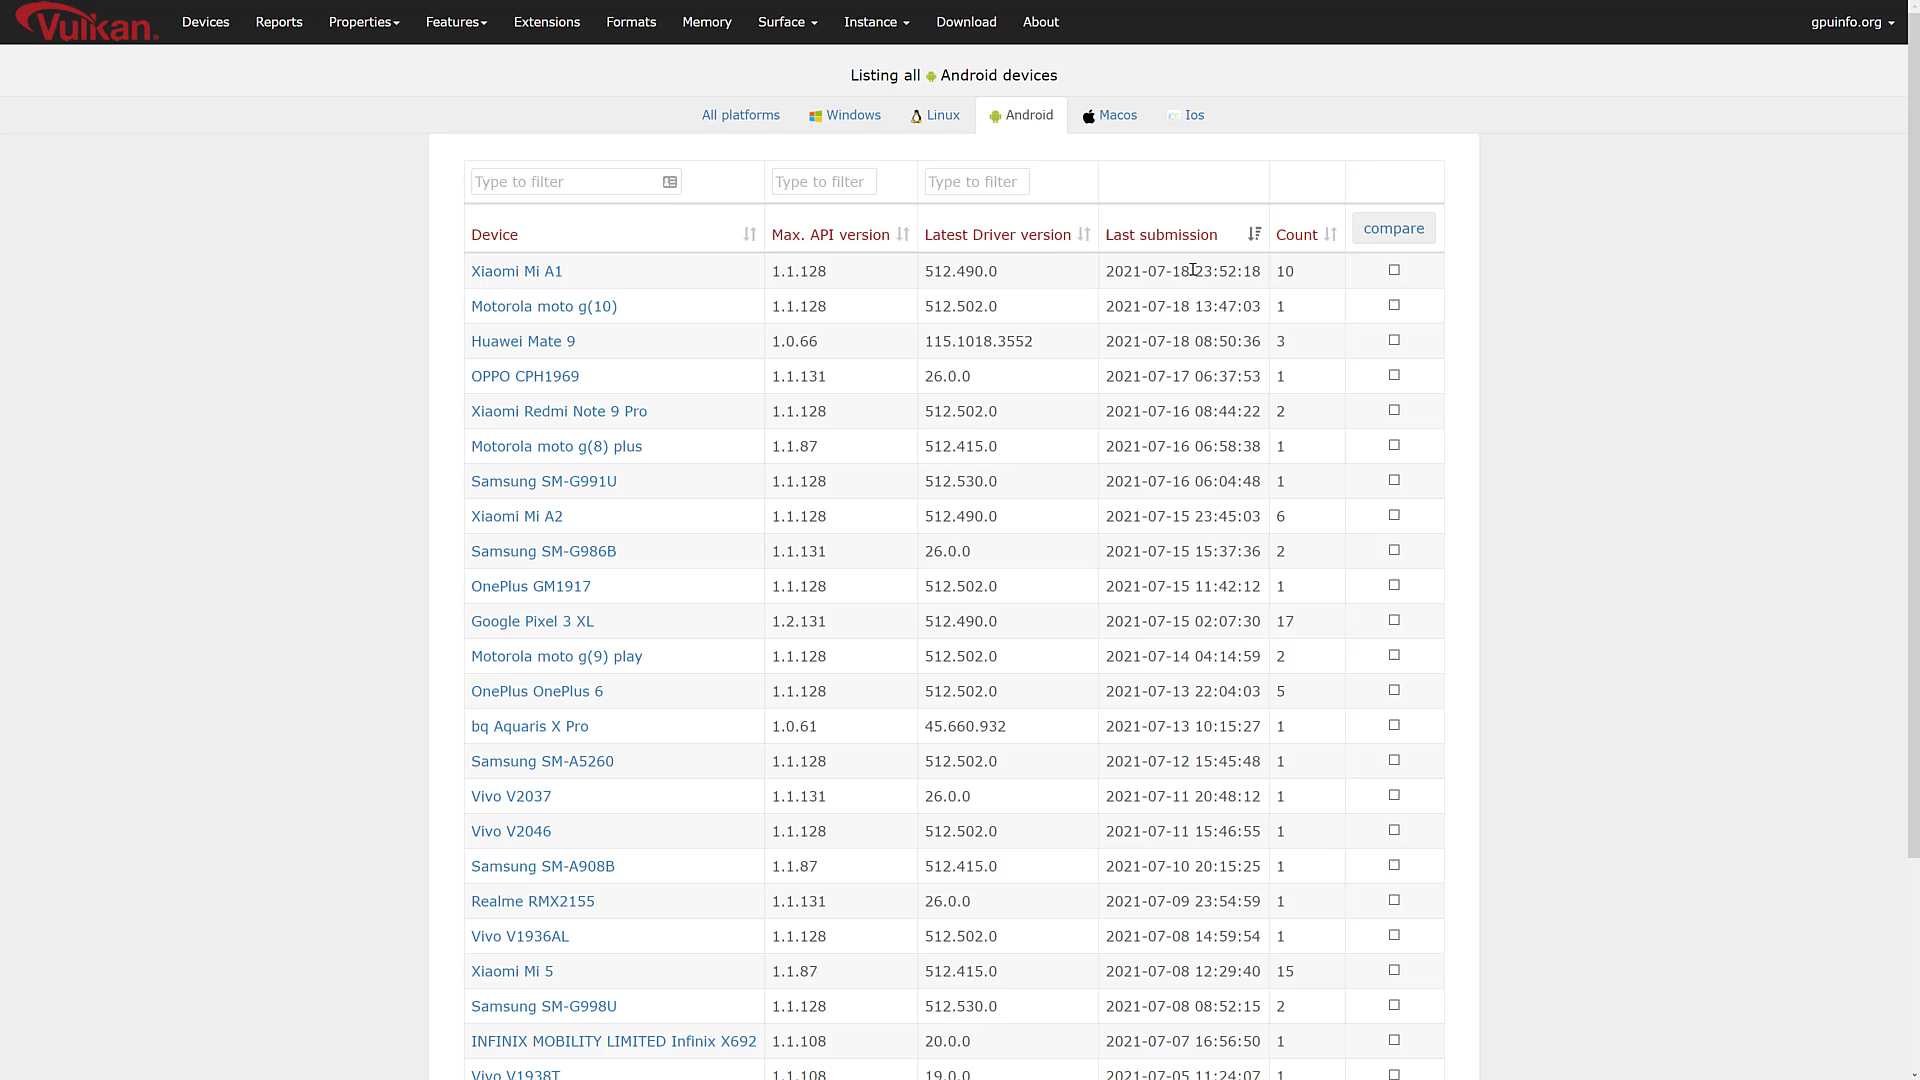 Vulkan. Devices Reports Properties Features Extensions Formats Memory Surface Instance Download About gpuinfo.org
Listing all Android devices
All platforms Windows Linux Android Macos Ios
Type to filter Type to filter Type to filter
Device Max. API version Latest Driver version Last submission Count compare
Xiaomi Mi A1 1.1.128 512.490.0 2021-07-18 23:52:18 10
Motorola moto g(10) 1.1.128 512.502.0 2021-07-18 13:47:03 1
Huawei Mate 9 1.0.66 115.1018.3552 2021-07-18 08:50:36 3
OPPO CPH1969 1.1.131 26.0.0 2021-07-17 06:37:53 1
Xiaomi Redmi Note 9 Pro 1.1.128 512.502.0 2021-07-16 08:44:22 2
Motorola moto g(8) plus 1.1.87 512.415.0 2021-07-16 06:58:38 1
Samsung SM-G991U 1.1.128 512.530.0 2021-07-16 06:04:48 1
Xiaomi Mi A2 1.1.128 512.490.0 2021-07-15 23:45:03 6
Samsung SM-G986B 1.1.131 26.0.0 2021-07-15 15:37:36 2
OnePlus GM1917 1.1.128 512.502.0 2021-07-15 11:42:12 1
Google Pixel 3 XL 1.2.131 512.490.0 2021-07-15 02:07:30 17
Motorola moto g(9) play 1.1.128 512.502.0 2021-07-14 04:14:59 2
OnePlus OnePlus 6 1.1.128 512.502.0 2021-07-13 22:04:03 5
bq Aquaris X Pro 1.0.61 45.660.932 2021-07-13 10:15:27 1
Samsung SM-A5260 1.1.128 512.502.0 2021-07-12 15:45:48 1
Vivo V2037 1.1.131 26.0.0 2021-07-11 20:48:12 1
Vivo V2046 1.1.128 512.502.0 2021-07-11 15:46:55 1
Samsung SM-A908B 1.1.87 512.415.0 2021-07-10 20:15:25 1
Realme RMX2155 1.1.131 26.0.0 2021-07-09 23:54:59 1
Vivo V1936AL 1.1.128 512.502.0 2021-07-08 14:59:54 1
Xiaomi Mi 5 1.1.87 512.415.0 2021-07-08 12:29:40 15
Samsung SM-G998U 1.1.128 512.530.0 2021-07-08 08:52:15 2
INFINIX MOBILITY LIMITED Infinix X692 1.1.108 20.0.0 2021-07-07 16:56:50 1
Vivo V1938T 1.1.108 19.0.0 2021-07-05 11:24:07 1